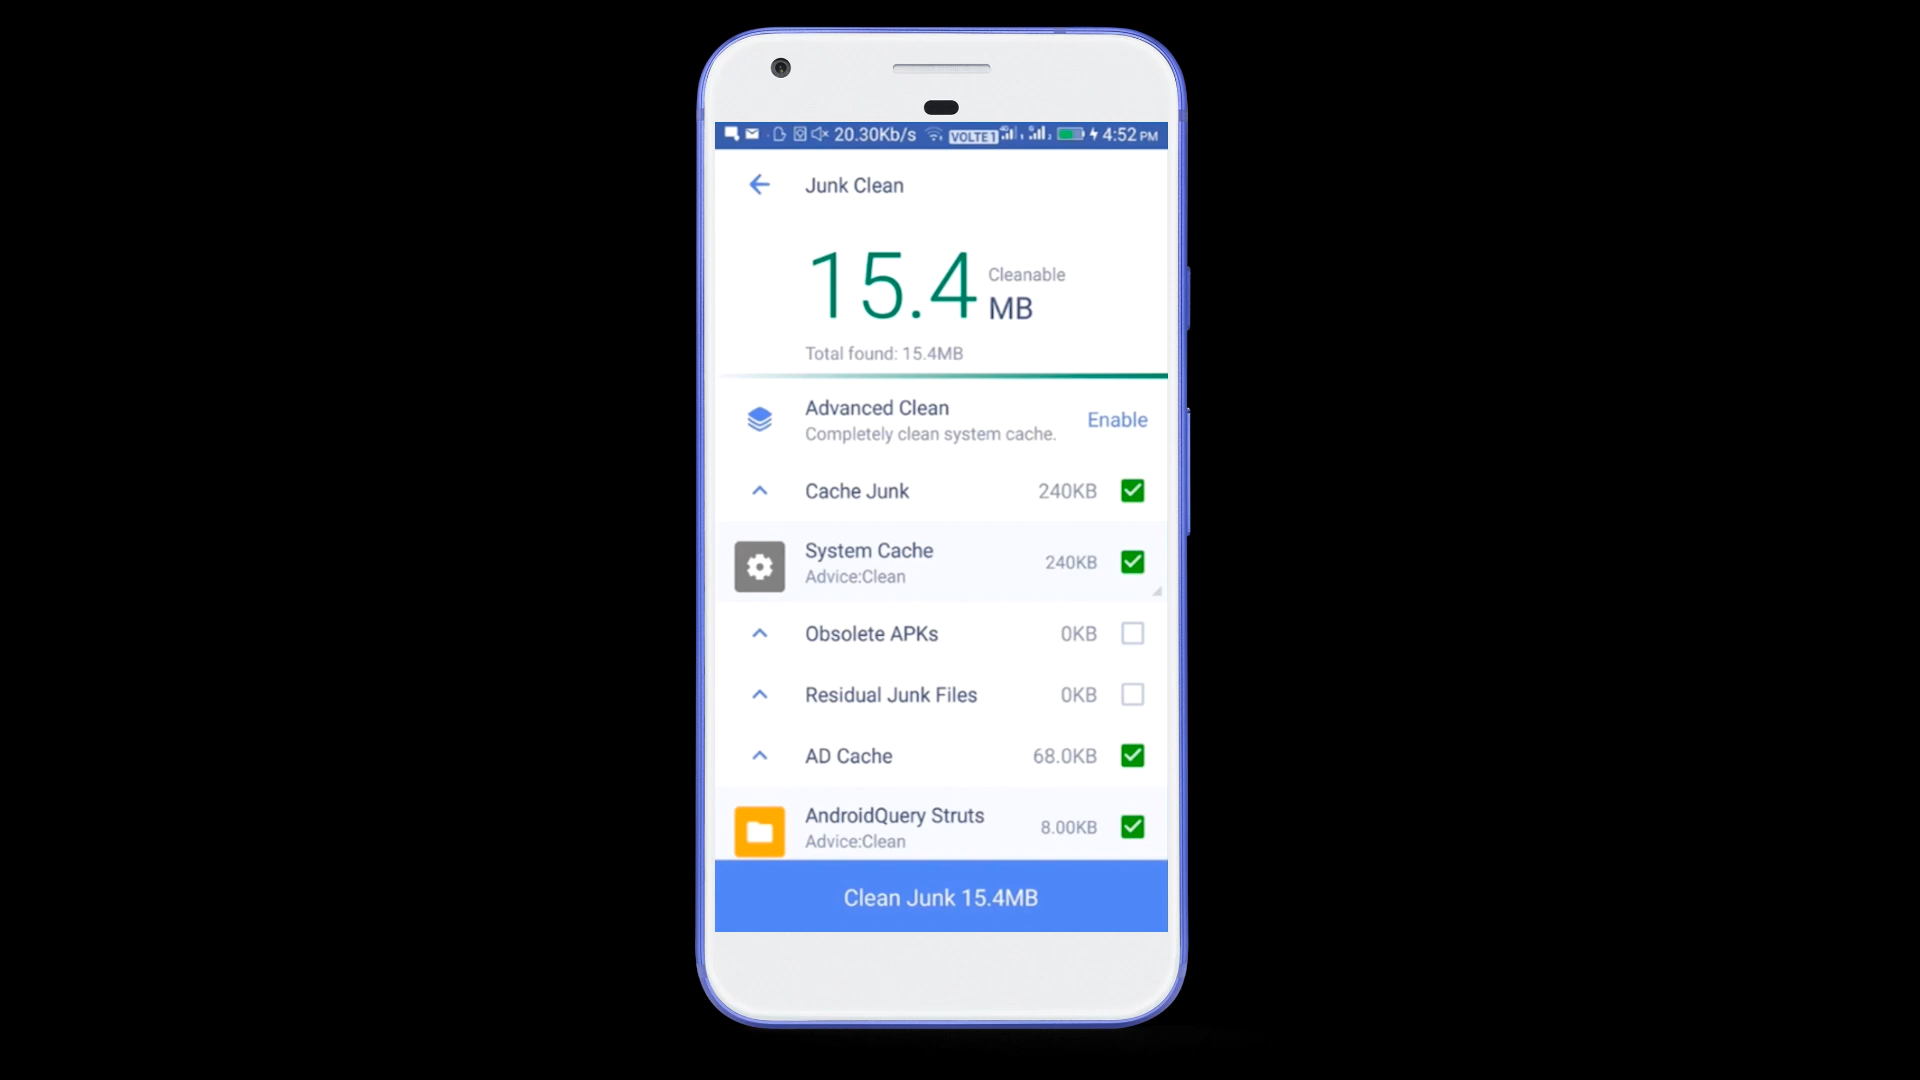 20.30Kb/s VOLTE 1 4:52 PM
Junk Clean
15.4 Cleanable
MB
Total found: 15.4MB
Advanced Clean
Completely clean system cache.
Enable
Cache Junk 240KB
System Cache
Advice:Clean
240KB
Obsolete APKs 0KB
Residual Junk Files 0KB
AD Cache 68.0KB
AndroidQuery Struts
Advice:Clean
8.00KB
Clean Junk 15.4MB